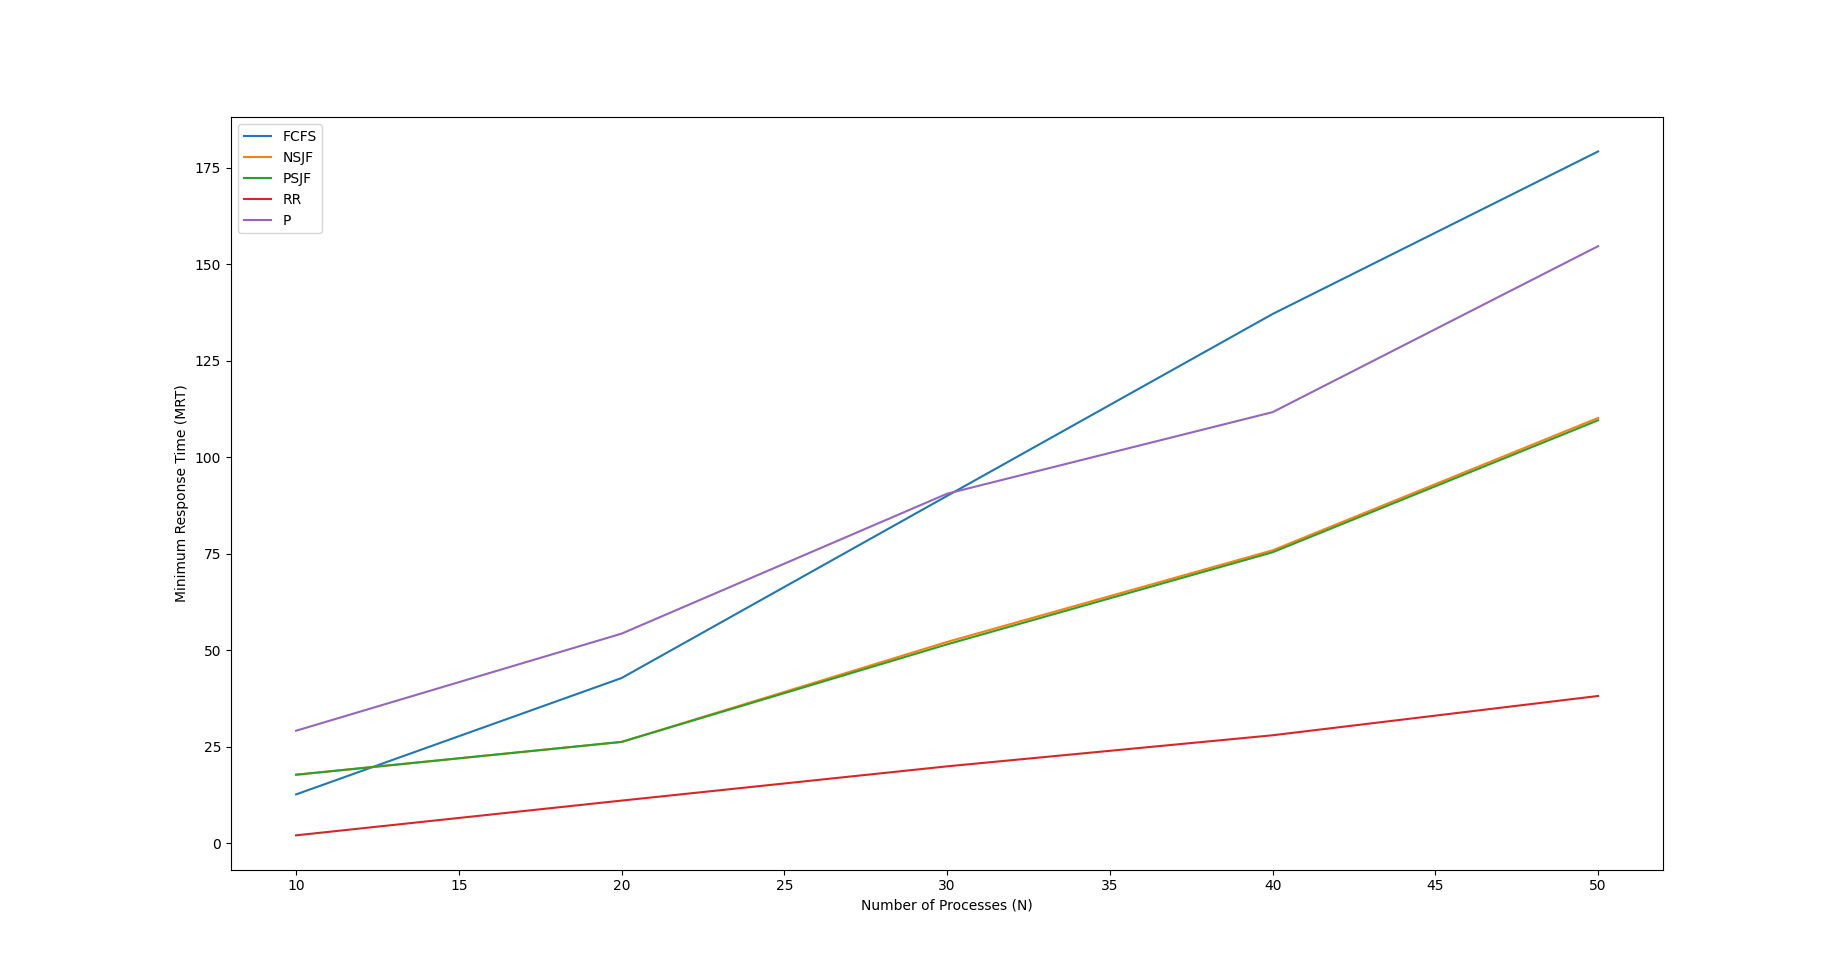 FCFS
NSJF
PSJF
RR
P
175
150
125
100
75
50
25
0
Minimum Response Time (MRT)
10 15 20 25 30 35 40 45 50
Number of Processes (N)